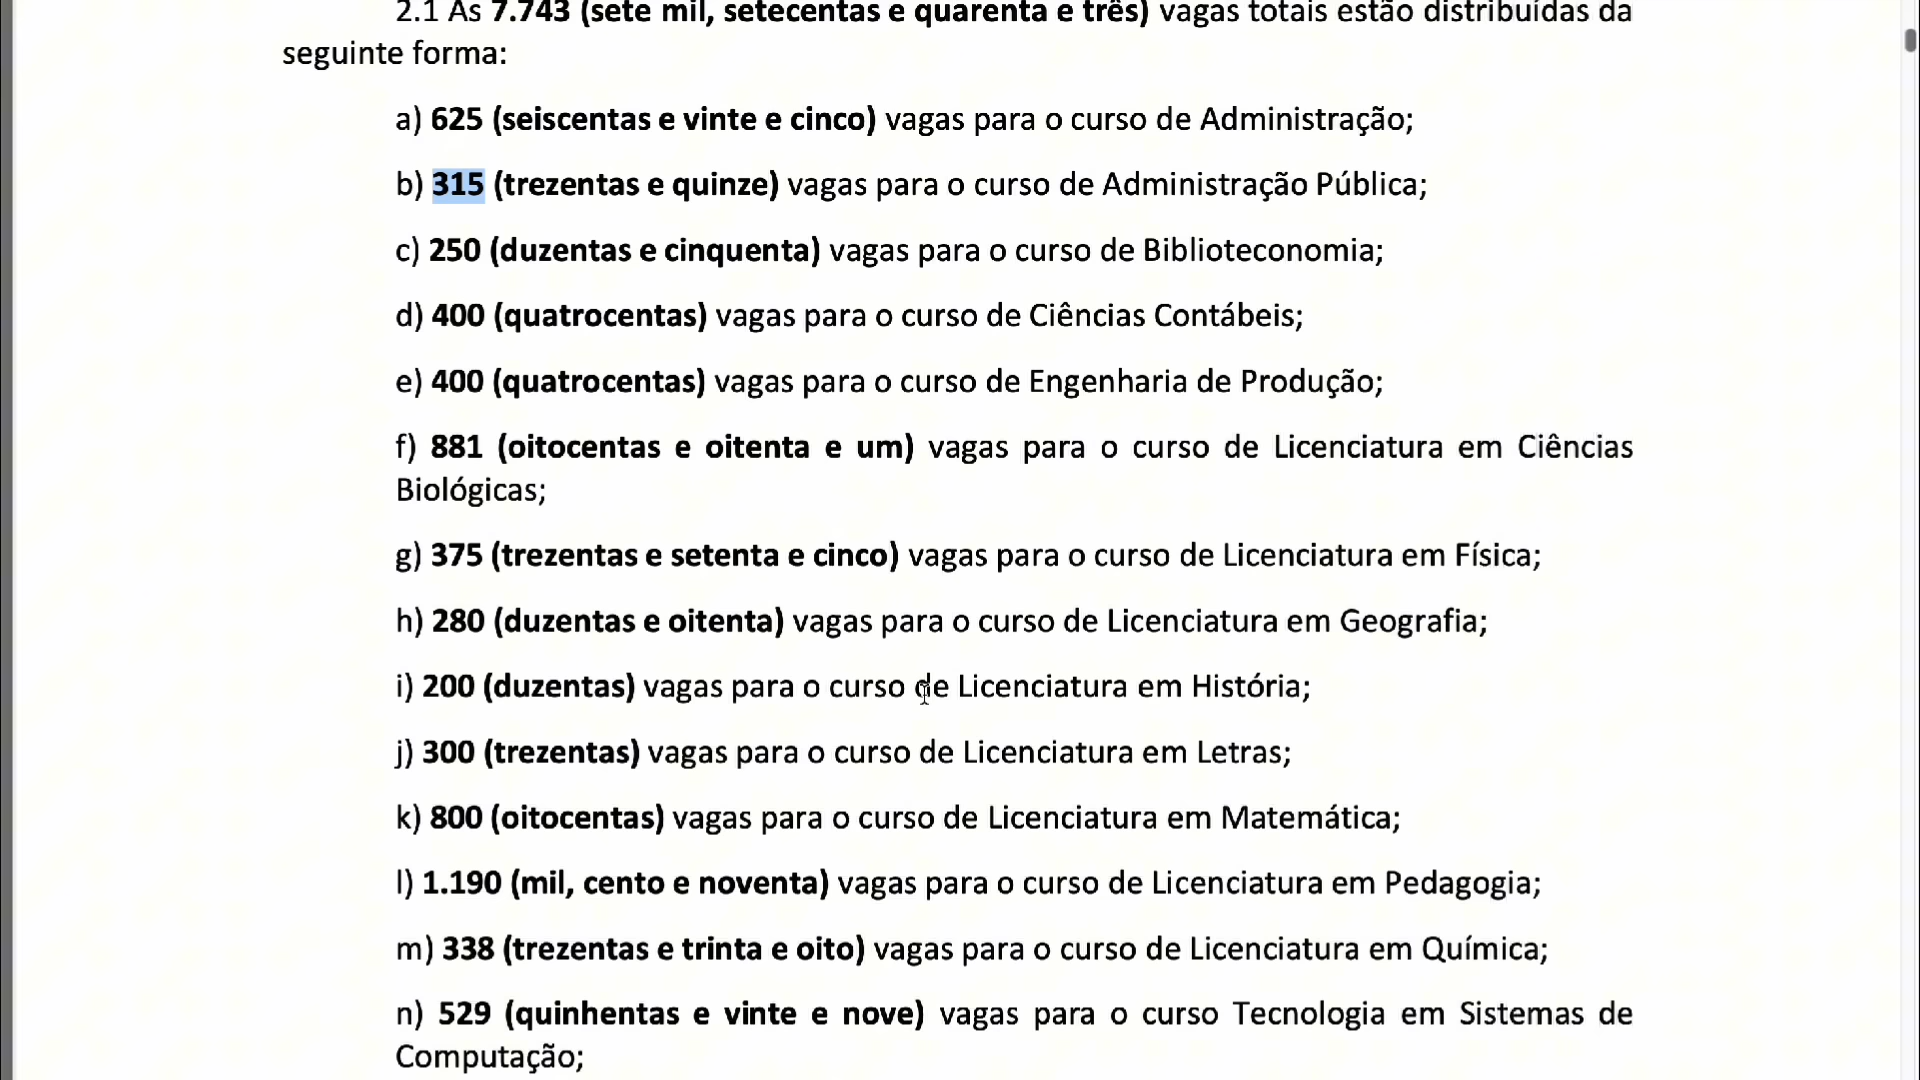 2.1 As 7.743 (sete mil, setecentas e quarenta e três) vagas totais estão distribuídas da
seguinte forma:
a) 625 (seiscentas e vinte e cinco) vagas para o curso de Administração;
b) 315 (trezentas e quinze) vagas para o curso de Administração Pública;
c) 250 (duzentas e cinquenta) vagas para o curso de Biblioteconomia;
d) 400 (quatrocentas) vagas para o curso de Ciências Contábeis;
e) 400 (quatrocentas) vagas para o curso de Engenharia de Produção;
f) 881 (oitocentas e oitenta e um) vagas para o curso de Licenciatura em Ciências
Biológicas;
g) 375 (trezentas e setenta e cinco) vagas para o curso de Licenciatura em Física;
h) 280 (duzentas e oitenta) vagas para o curso de Licenciatura em Geografia;
i) 200 (duzentas) vagas para o curso de Licenciatura em História;
j) 300 (trezentas) vagas para o curso de Licenciatura em Letras;
k) 800 (oitocentas) vagas para o curso de Licenciatura em Matemática;
l) 1.190 (mil, cento e noventa) vagas para o curso de Licenciatura em Pedagogia;
m) 338 (trezentas e trinta e oito) vagas para o curso de Licenciatura em Química;
n) 529 (quinhentas e vinte e nove) vagas para o curso Tecnologia em Sistemas de
Computação;